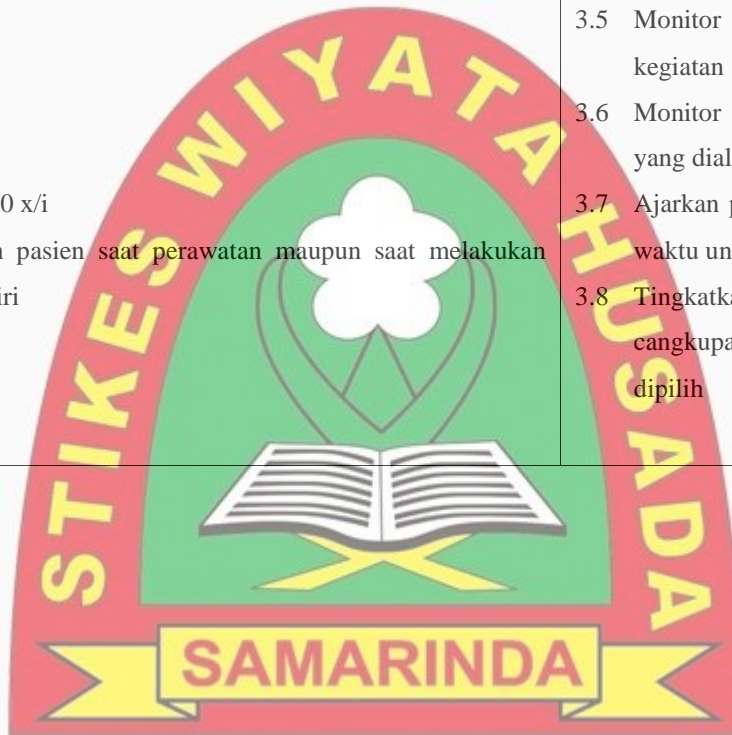 0 x/i
pasien saat perawatan maupun saat melakukan
iri
3.5 Monitor
kegiatan
3.6 Monitor
yang dial
3.7 Ajarkan p
waktu un
3.8 Tingkatka
cangkupa
dipilih
STIKES WIYATA HUSADA
SAMARINDA